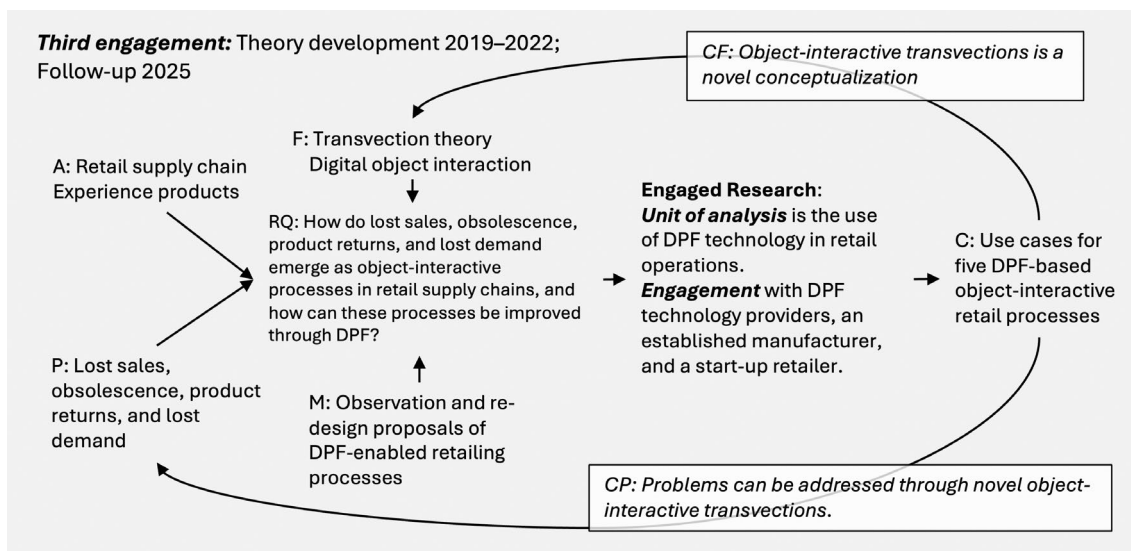 Third engagement: Theory development 2019–2022;
Follow-up 2025
CF: Object-interactive transvections is a
novel conceptualization
F: Transvection theory
Digital object interaction
A: Retail supply chain
Experience products
RQ: How do lost sales, obsolescence,
product returns, and lost demand
emerge as object-interactive
processes in retail supply chains, and
how can these processes be improved
through DPF?
Engaged Research:
Unit of analysis is the use
of DPF technology in retail
operations.
Engagement with DPF
technology providers, an
established manufacturer,
and a start-up retailer.
C: Use cases for
five DPF-based
object-interactive
retail processes
P: Lost sales,
obsolescence, product
returns, and lost
demand
M: Observation and re-
design proposals of
DPF-enabled retailing
processes
CP: Problems can be addressed through novel object-
interactive transvections.